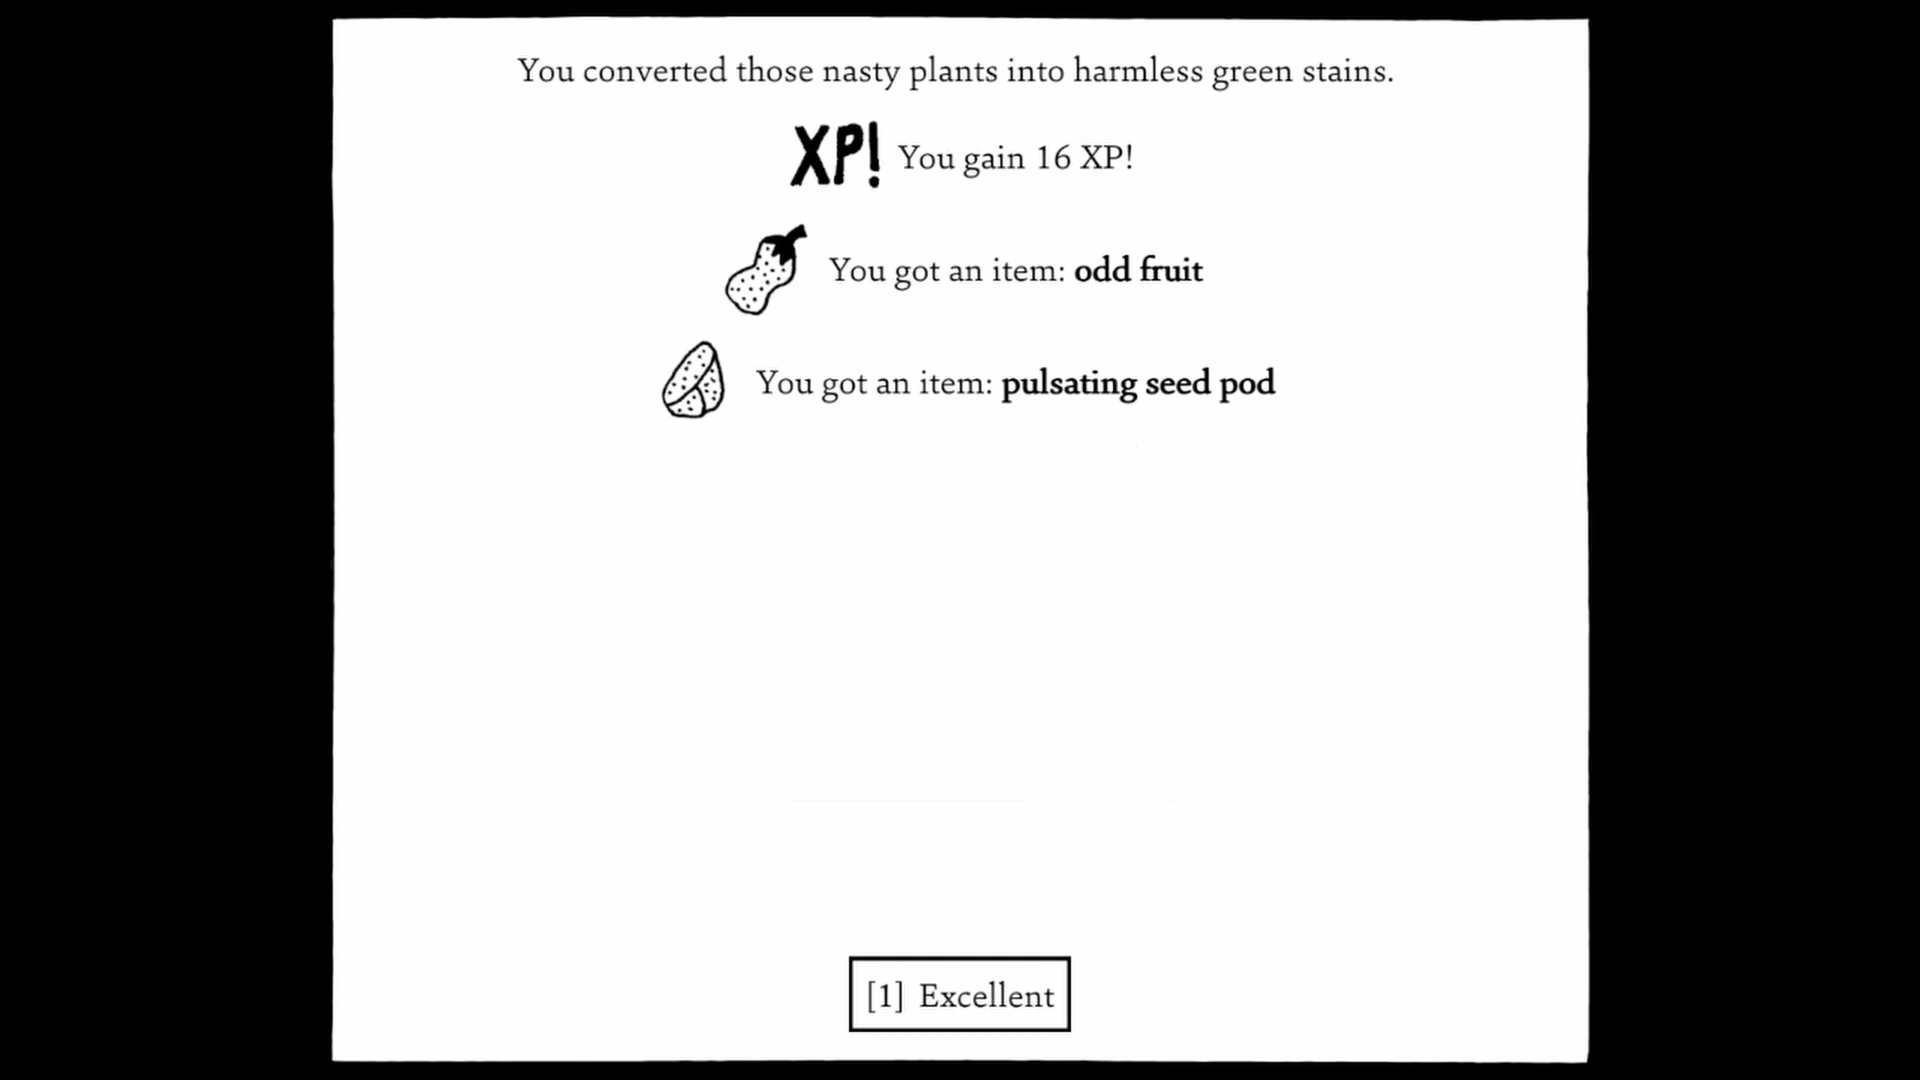 You converted those nasty plants into harmless green stains.
XP! You gain 16 XP!
You got an item: odd fruit
You got an item: pulsating seed pod
[1] Excellent